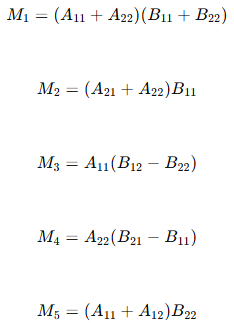 M₁ = (A₁₁ + A₂₂)(B₁₁ + B₂₂)
M₂ = (A₂₁ + A₂₂)B₁₁
M₃ = A₁₁(B₁₂ − B₂₂)
M₄ = A₂₂(B₂₁ − B₁₁)
M₅ = (A₁₁ + A₁₂)B₂₂